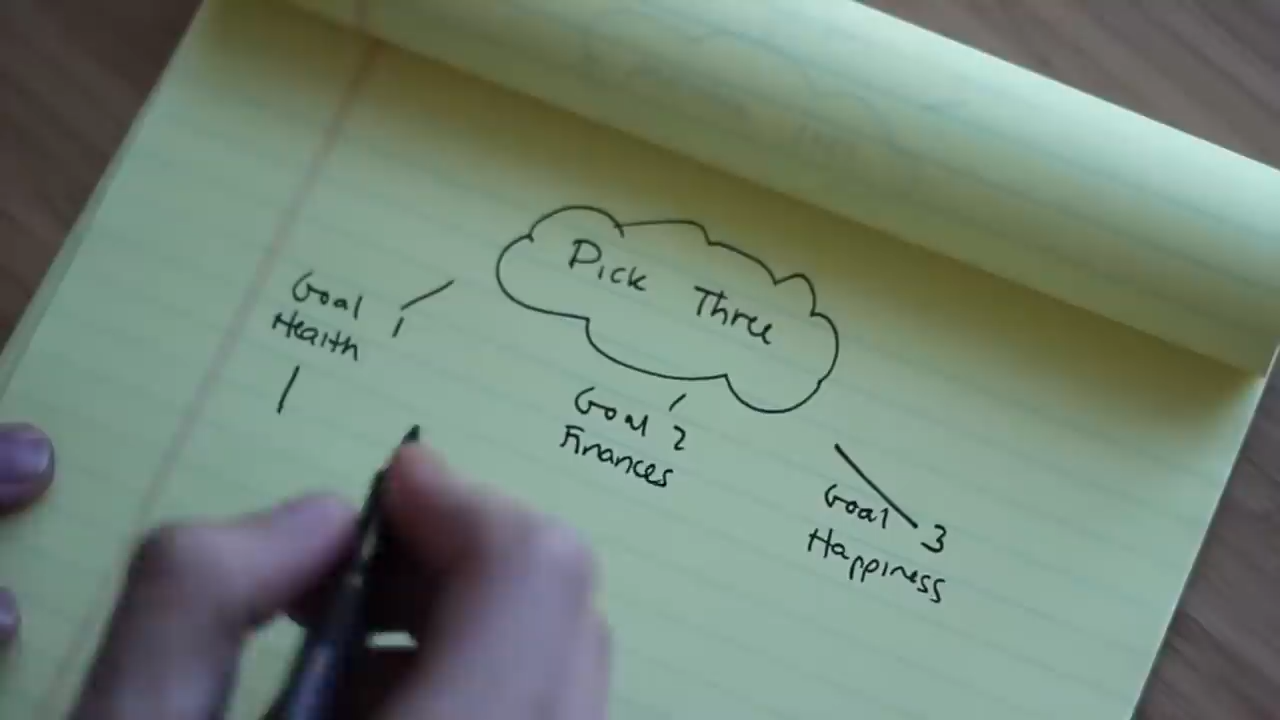 Pick Three
Goal 1
Health
Goal 2
Finances
Goal 3
Happiness